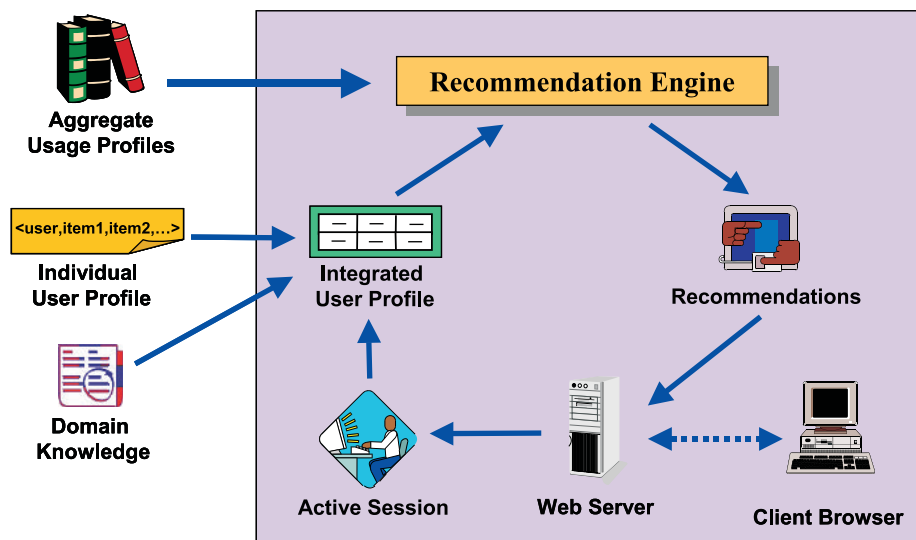 Recommendation Engine
Aggregate
Usage Profiles
<user,item1,item2,...>
Individual
User Profile
Integrated
User Profile
Recommendations
Domain
Knowledge
Active Session
Web Server
Client Browser